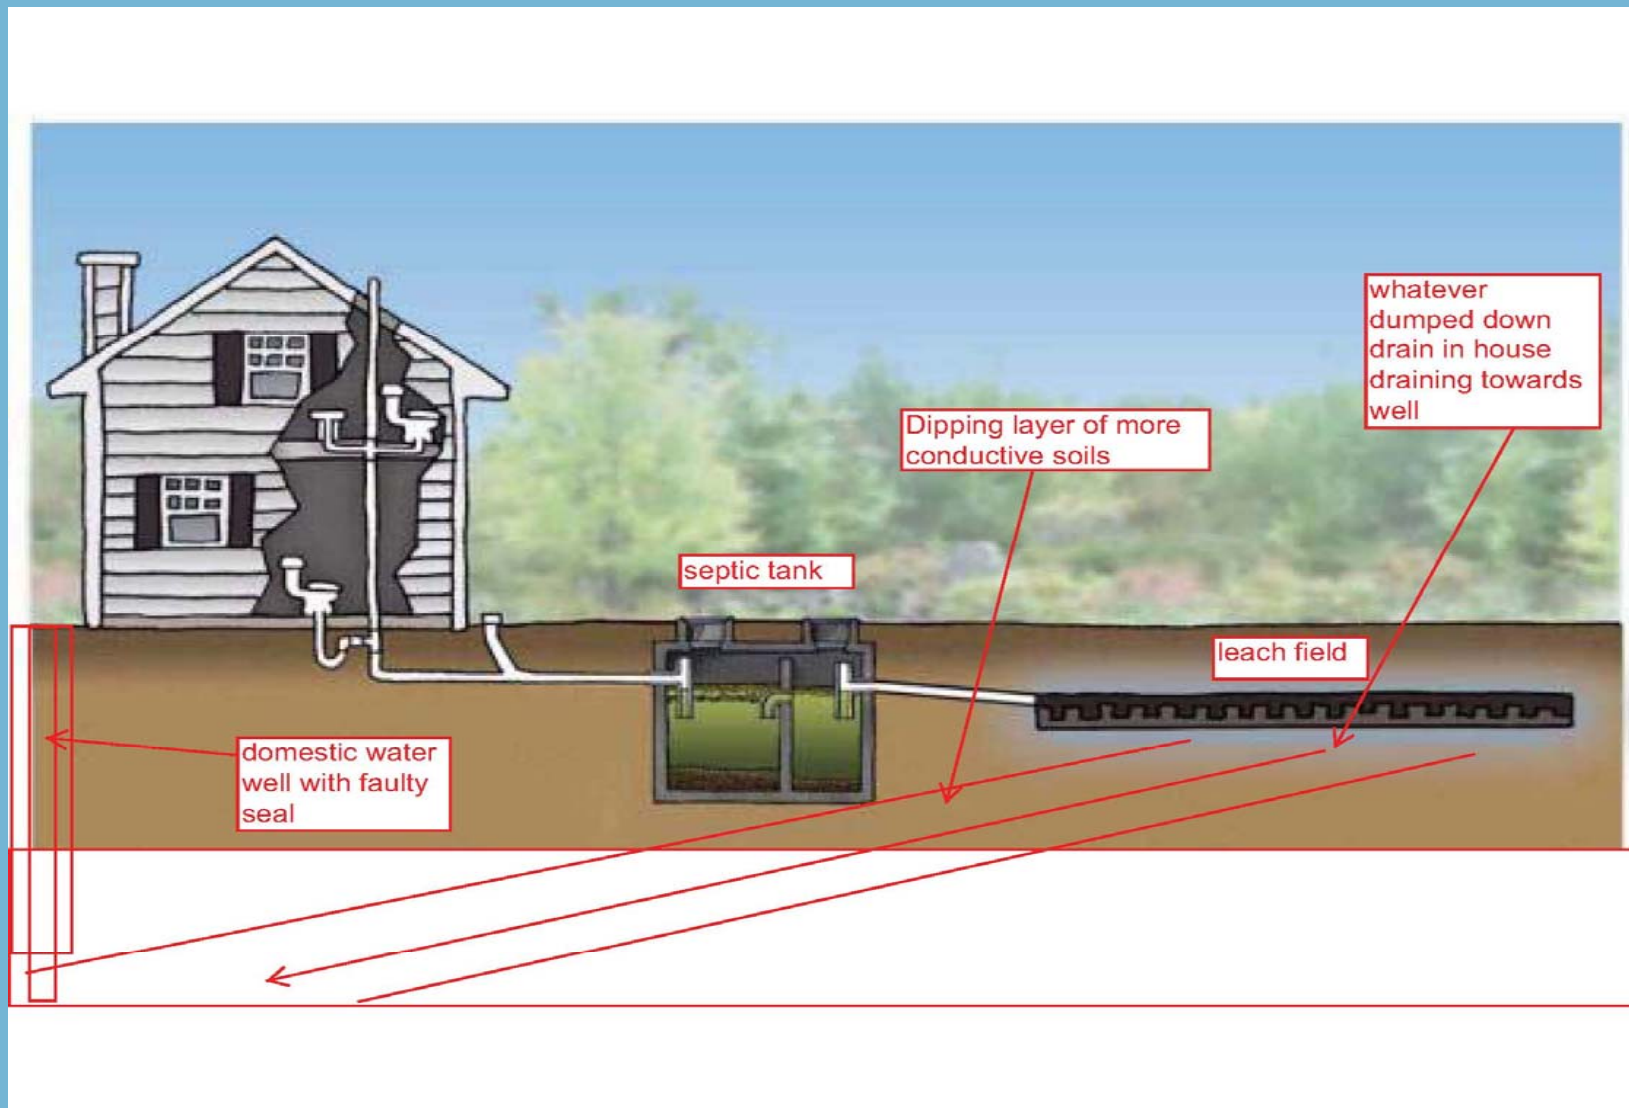 whatever
dumped down
drain in house
draining towards
well
Dipping layer of more
conductive soils
septic tank
leach field
domestic water
well with faulty
seal